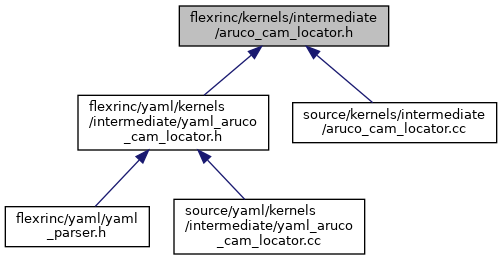 flexrinc/kernels/intermediate
/aruco_cam_locator.h
flexrinc/yaml/kernels
/intermediate/yaml_aruco
_cam_locator.h
source/kernels/intermediate
/aruco_cam_locator.cc
flexrinc/yaml/yaml
_parser.h
source/yaml/kernels
/intermediate/yaml_aruco
_cam_locator.cc